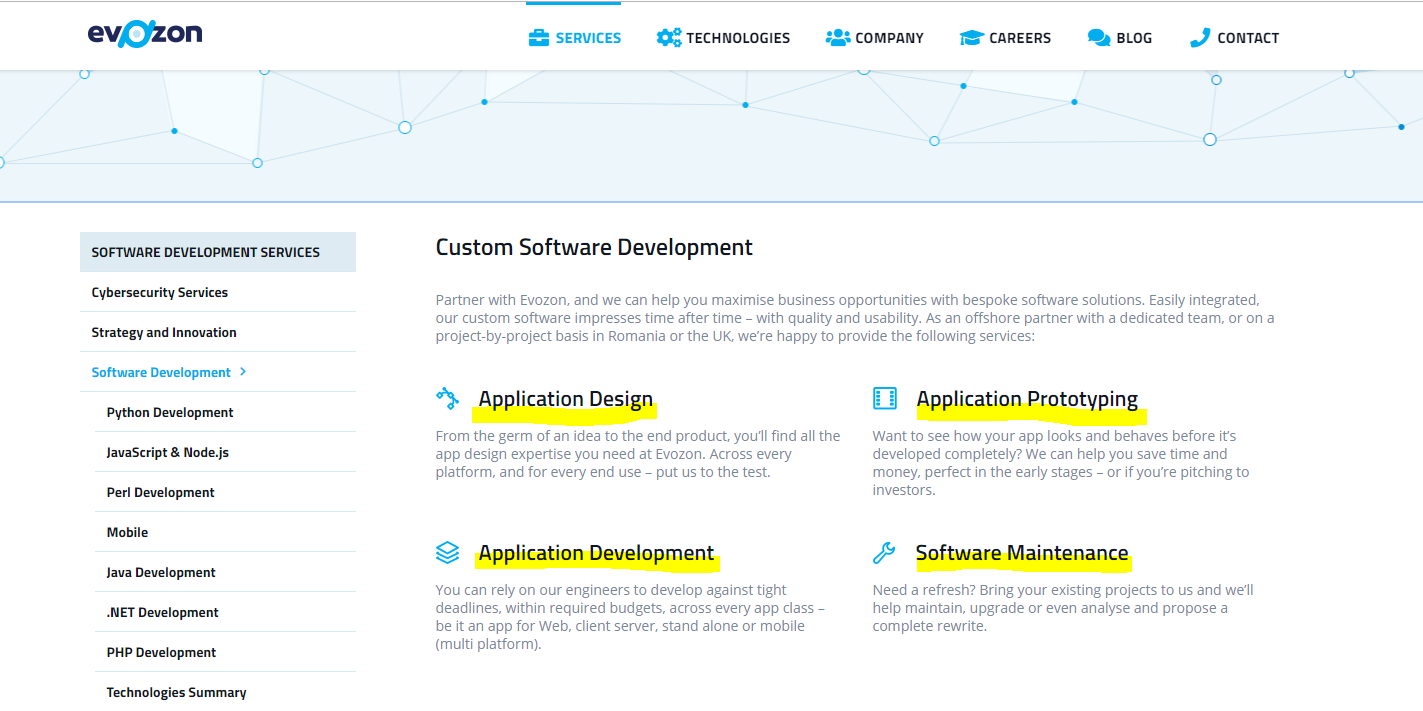 evozon
SERVICES
TECHNOLOGIES
COMPANY
CAREERS
BLOG
CONTACT
SOFTWARE DEVELOPMENT SERVICES
Cybersecurity Services
Strategy and Innovation
Software Development
Python Development
JavaScript & Node.js
Perl Development
Mobile
Java Development
.NET Development
PHP Development
Technologies Summary
Custom Software Development
Partner with Evozon, and we can help you maximise business opportunities with bespoke software solutions. Easily integrated,
our custom software impresses time after time – with quality and usability. As an offshore partner with a dedicated team, or on a
project-by-project basis in Romania or the UK, we’re happy to provide the following services:
Application Design
From the germ of an idea to the end product, you’ll find all the
app design expertise you need at Evozon. Across every
platform, and for every end use – put us to the test.
Application Prototyping
Want to see how your app looks and behaves before it’s
developed completely? We can help you save time and
money, perfect in the early stages – or if you’re pitching to
investors.
Application Development
You can rely on our engineers to develop against tight
deadlines, within required budgets, across every app class –
be it an app for Web, client server, stand alone or mobile
(multi platform).
Software Maintenance
Need a refresh? Bring your existing projects to us and we’ll
help maintain, upgrade or even analyse and propose a
complete rewrite.